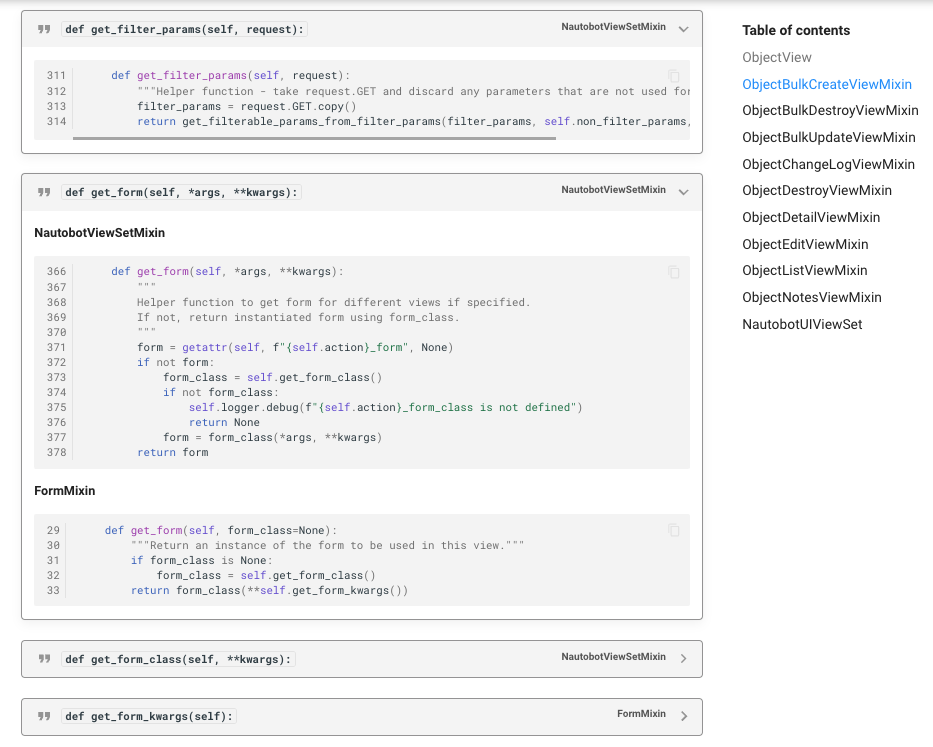 def get_filter_params(self, request): NautobotViewSetMixin
311 def get_filter_params(self, request):
312 """Helper function - take request.GET and discard any parameters that are not used for
313 filter_params = request.GET.copy()
314 return get_filterable_params_from_filter_params(filter_params, self.non_filter_params,
def get_form(self, *args, **kwargs): NautobotViewSetMixin
NautobotViewSetMixin
366 def get_form(self, *args, **kwargs):
367 """
368 Helper function to get form for different views if specified.
369 If not, return instantiated form using form_class.
370 """
371 form = getattr(self, f"{self.action}_form", None)
372 if not form:
373 form_class = self.get_form_class()
374 if not form_class:
375 self.logger.debug(f"{self.action}_form_class is not defined")
376 return None
377 form = form_class(*args, **kwargs)
378 return form
FormMixin
29 def get_form(self, form_class=None):
30 """Return an instance of the form to be used in this view."""
31 if form_class is None:
32 form_class = self.get_form_class()
33 return form_class(**self.get_form_kwargs())
def get_form_class(self, **kwargs): NautobotViewSetMixin
def get_form_kwargs(self): FormMixin
Table of contents
ObjectView
ObjectBulkCreateViewMixin
ObjectBulkDestroyViewMixin
ObjectBulkUpdateViewMixin
ObjectChangeLogViewMixin
ObjectDestroyViewMixin
ObjectDetailViewMixin
ObjectEditViewMixin
ObjectListViewMixin
ObjectNotesViewMixin
NautobotUIViewSet